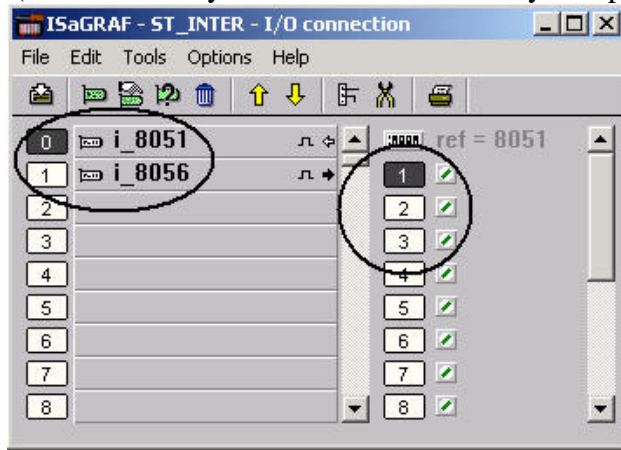 ISaGRAF - ST_INTER - I/O connection
File Edit Tools Options Help
0 i_8051 ref = 8051
1 i_8056 1
2 2
3 3
4 4
5 5
6 6
7 7
8 8